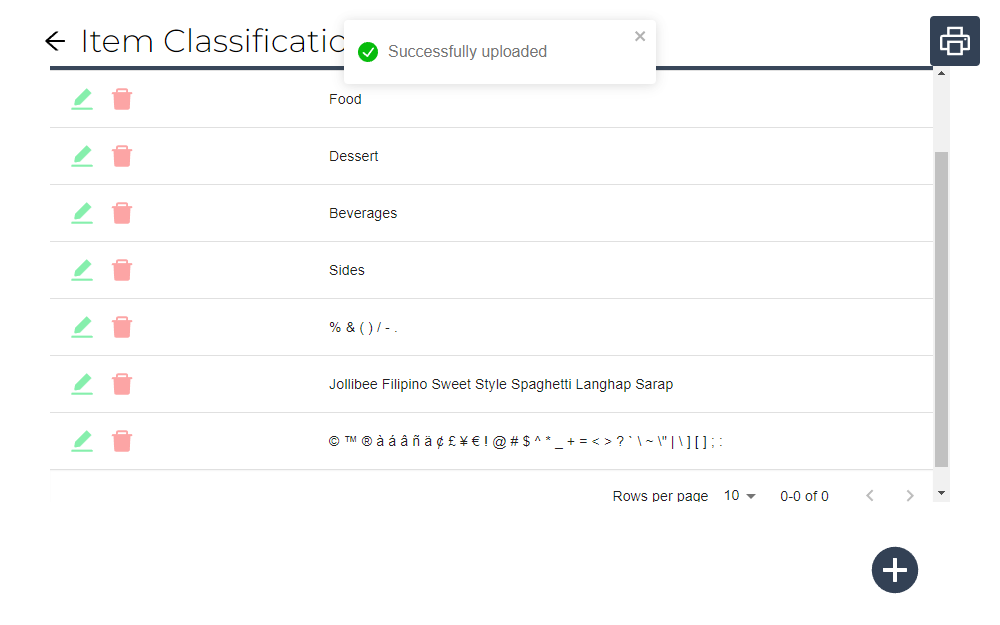 Item Classificatio
Successfully uploaded
Food
Dessert
Beverages
Sides
% & ( ) / - .
Jollibee Filipino Sweet Style Spaghetti Langhap Sarap
© ™ ® à á â ñ ä ¢ £ ¥ € ! @ # $ ^ * _ + = < > ? ` \ ~ \" | \ ] [ ] ; :
Rows per page 10 0-0 of 0